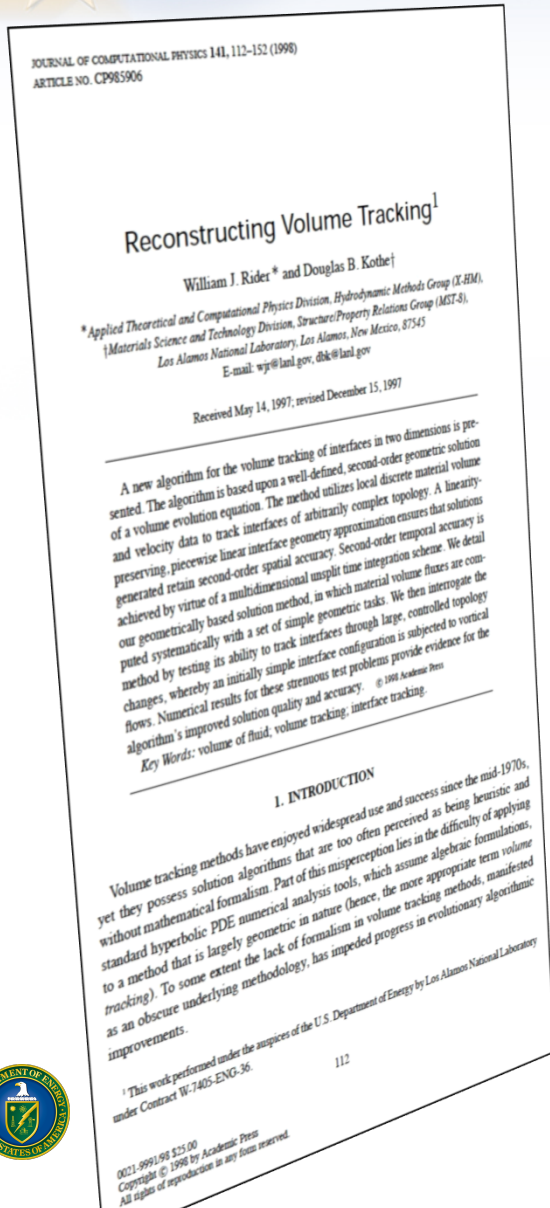 JOURNAL OF COMPUTATIONAL PHYSICS 141, 112–152 (1998)
ARTICLE NO. CP985906
Reconstructing Volume Tracking¹
William J. Rider* and Douglas B. Kothe†
*Applied Theoretical and Computational Physics Division, Hydrodynamic Methods Group (X-HM),
†Materials Science and Technology Division, Structure/Property Relations Group (MST-8),
Los Alamos National Laboratory, Los Alamos, New Mexico, 87545
E-mail: wjr@lanl.gov, dbk@lanl.gov
Received May 14, 1997; revised December 15, 1997
A new algorithm for the volume tracking of interfaces in two dimensions is pre-
sented. The algorithm is based upon a well-defined, second-order geometric solution
of a volume evolution equation. The method utilizes local discrete material volume
and velocity data to track interfaces of arbitrarily complex topology. A linearity-
preserving, piecewise linear interface geometry approximation ensures that solutions
generated retain second-order spatial accuracy. Second-order temporal accuracy is
achieved by virtue of a multidimensional unsplit time integration scheme. We detail
our geometrically based solution method, in which material volume fluxes are com-
puted systematically with a set of simple geometric tasks. We then interrogate the
method by testing its ability to track interfaces through large, controlled topology
changes, whereby an initially simple interface configuration is subjected to vortical
flows. Numerical results for these strenuous test problems provide evidence for the
algorithm's improved solution quality and accuracy. © 1998 Academic Press
Key Words: volume of fluid; volume tracking; interface tracking.
1. INTRODUCTION
Volume tracking methods have enjoyed widespread use and success since the mid-1970s,
yet they possess solution algorithms that are too often perceived as being heuristic and
without mathematical formalism. Part of this misperception lies in the difficulty of applying
standard hyperbolic PDE numerical analysis tools, which assume algebraic formulations,
to a method that is largely geometric in nature (hence, the more appropriate term volume
tracking). To some extent the lack of formalism in volume tracking methods, manifested
as an obscure underlying methodology, has impeded progress in evolutionary algorithmic
improvements.
¹ This work performed under the auspices of the U.S. Department of Energy by Los Alamos National Laboratory
under Contract W-7405-ENG-36.
112
0021-9991/98 $25.00
Copyright © 1998 by Academic Press
All rights of reproduction in any form reserved.
MENT OF ENERGY
STATES OF AMERICA